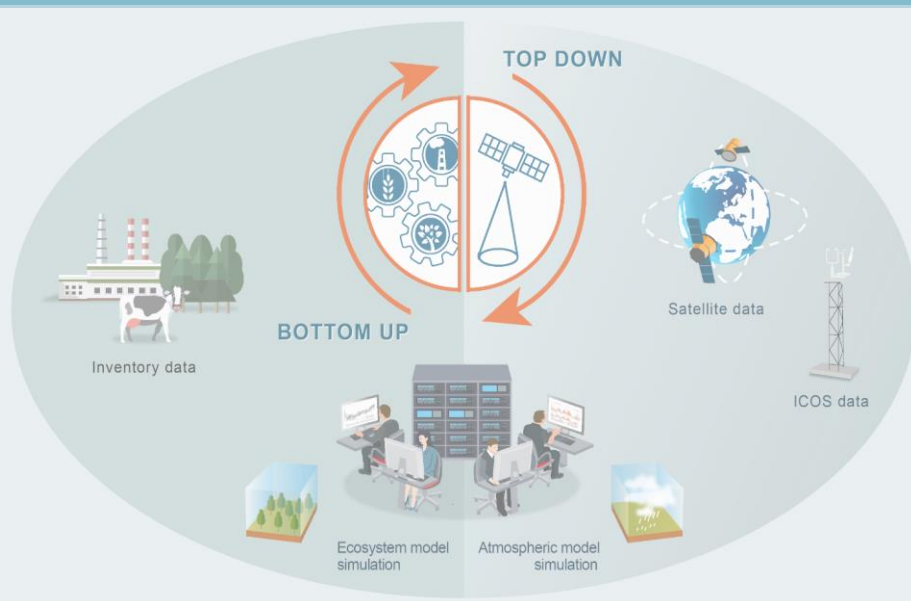 TOP DOWN
BOTTOM UP
Inventory data
Satellite data
ICOS data
Ecosystem model
simulation
Atmospheric model
simulation